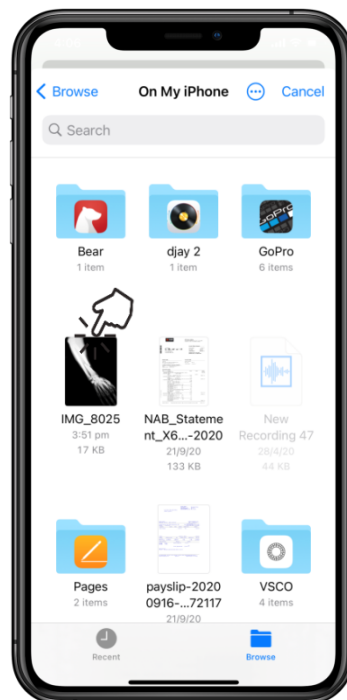 Browse
On My iPhone
Cancel
Search
Bear
1 item
djay 2
1 item
GoPro
6 items
IMG_8025
3:51 pm
17 KB
NAB_Stateme
nt_X6...-2020
21/9/20
133 KB
New
Recording 47
28/4/20
44 KB
Pages
2 items
payslip-2020
0916-...72117
21/9/20
VSCO
4 items
Recent
Browse